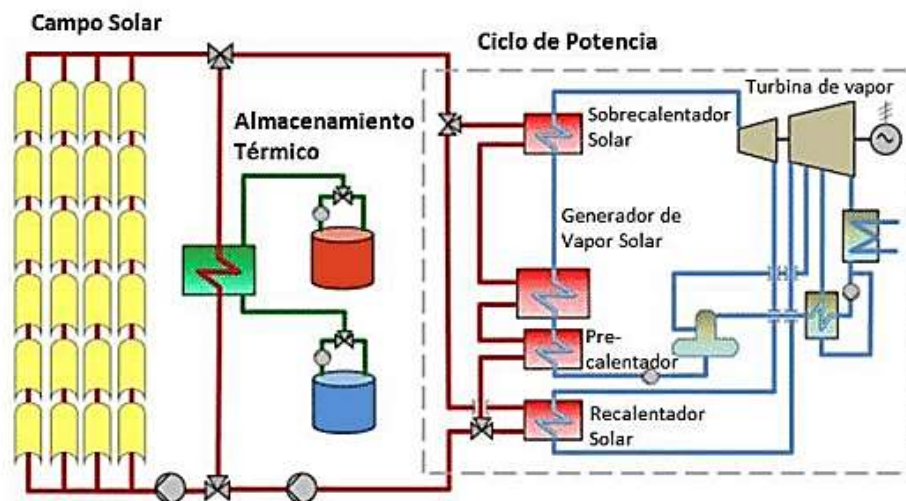 Campo Solar
Ciclo de Potencia
Turbina de vapor
Almacenamiento
Térmico
Sobrecalentador
Solar
Generador de
Vapor Solar
Pre-
calentador
Recalentador
Solar